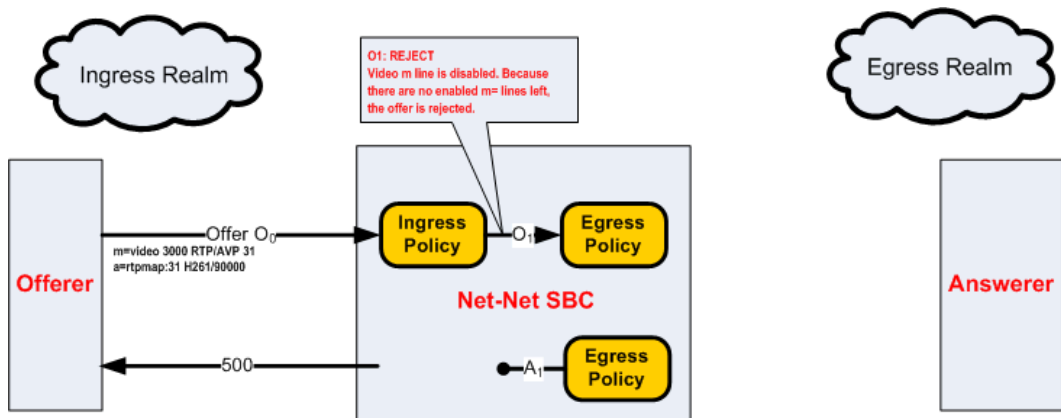 Ingress Realm
O1: REJECT
Video m line is disabled. Because
there are no enabled m= lines left,
the offer is rejected.
Egress Realm
Offer O0
m=video 3000 RTP/AVP 31
a=rtpmap:31 H261/90000
Offerer
Ingress
Policy
O1
Egress
Policy
Net-Net SBC
Answerer
500
A1
Egress
Policy